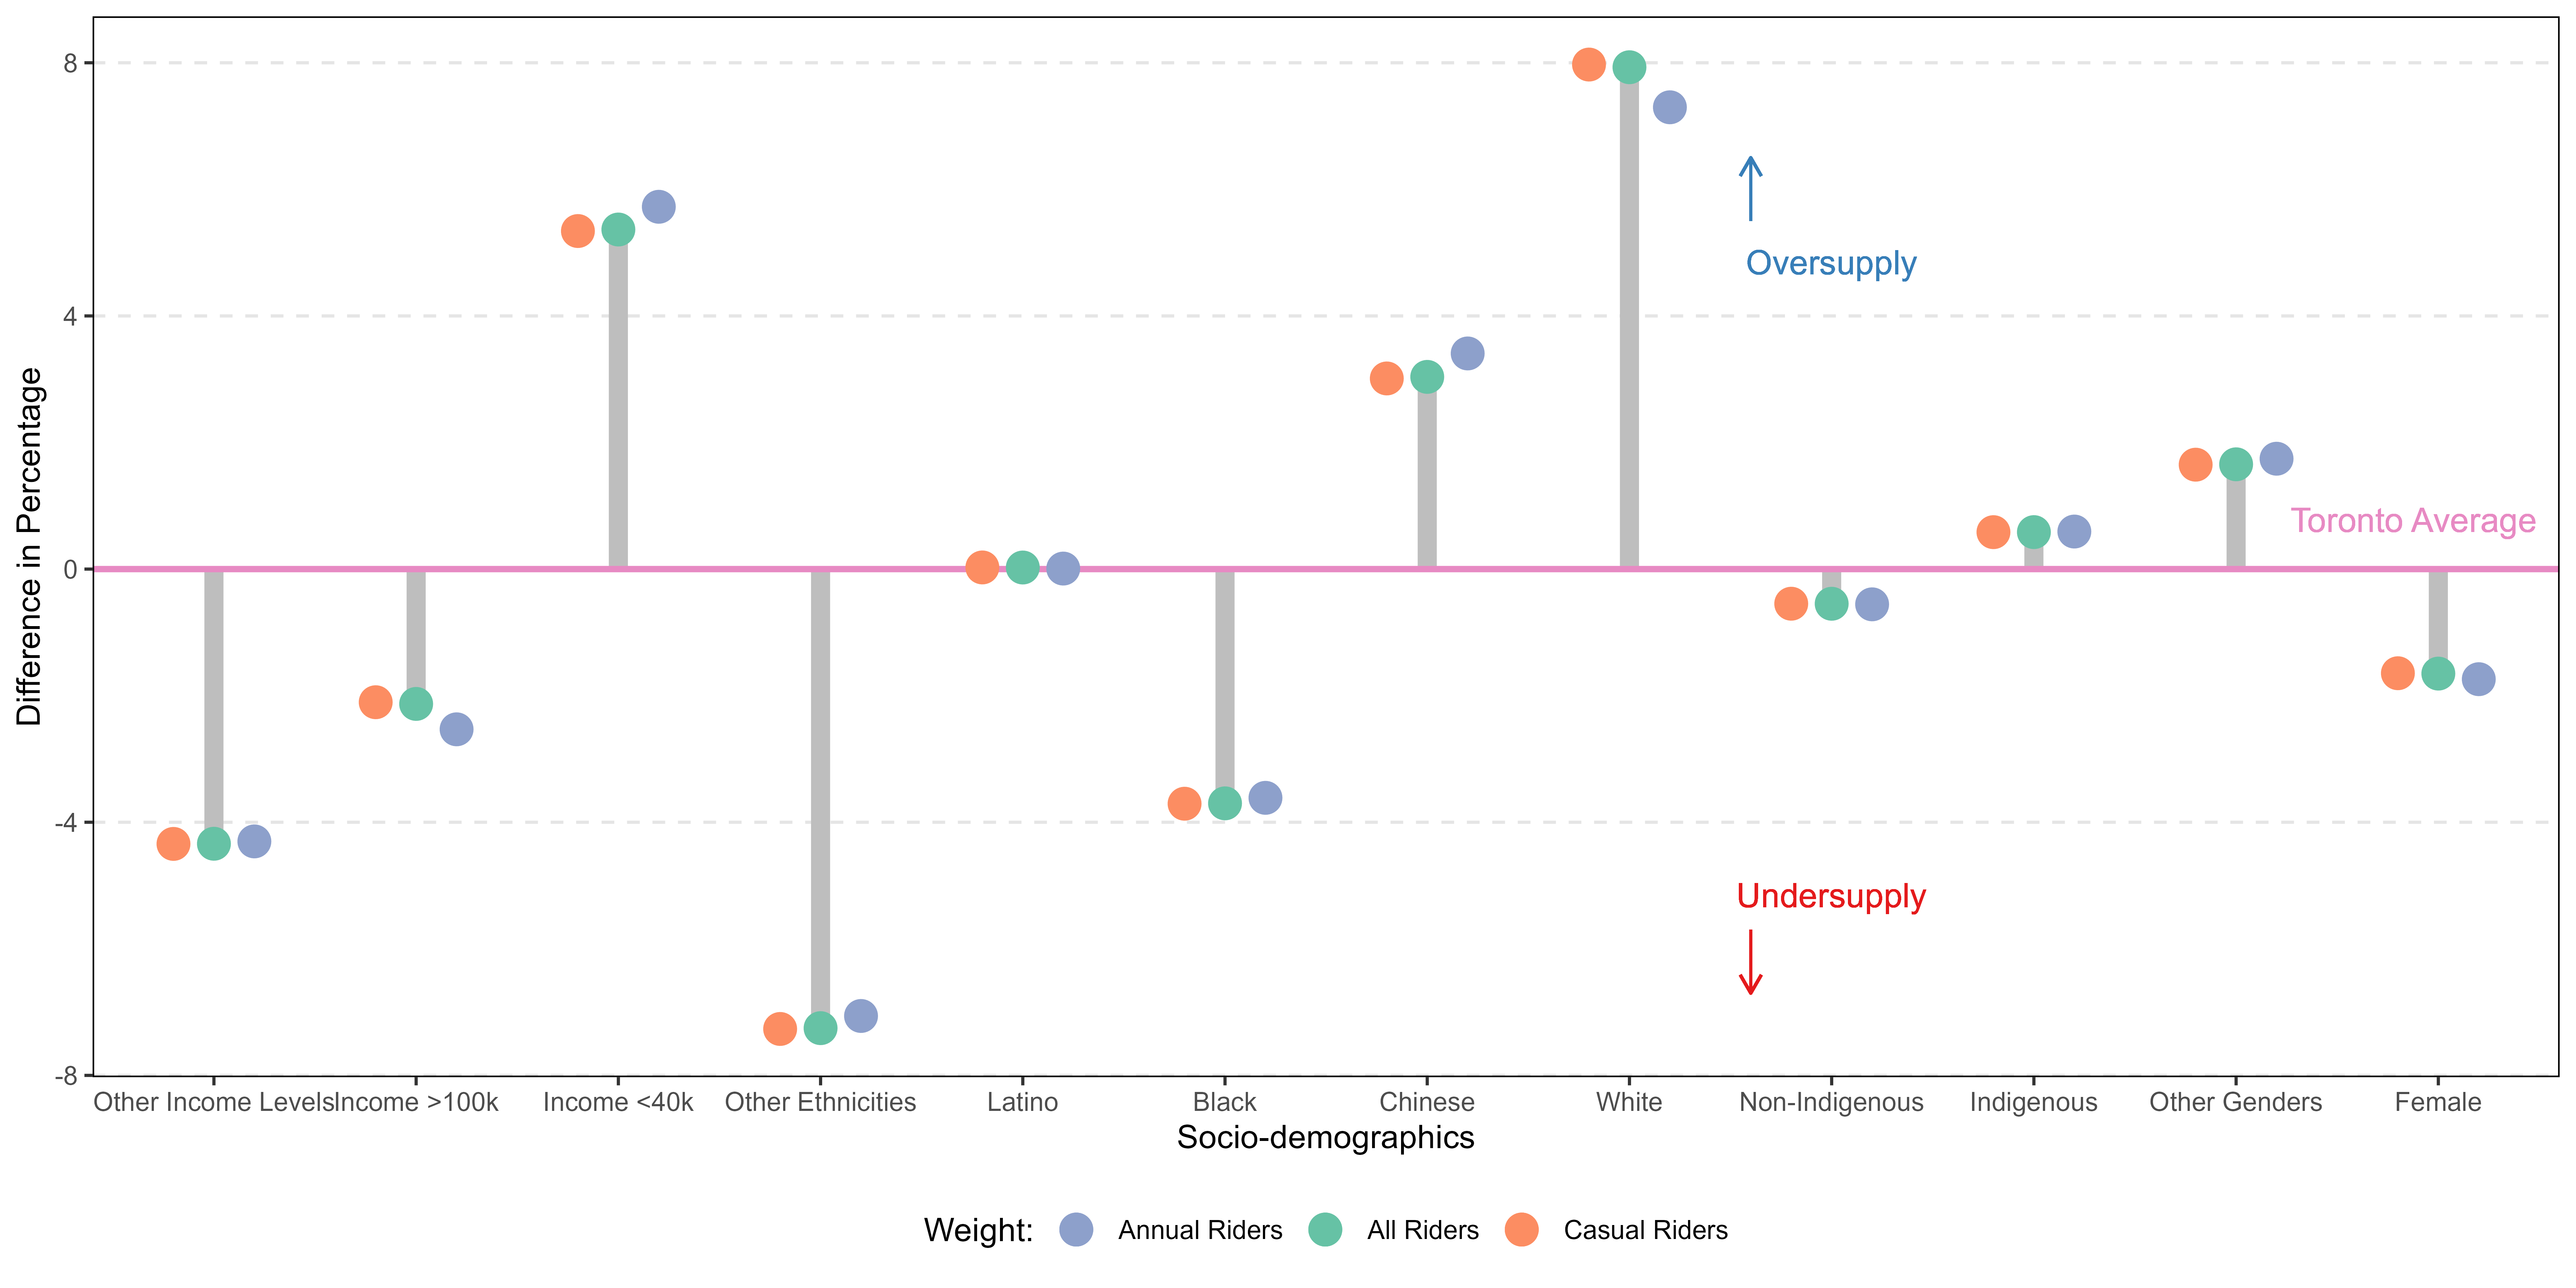 8
4
0
-4
-8
Difference in Percentage
Oversupply
Toronto Average
Undersupply
Other Income Levels
Income >100k
Income <40k
Other Ethnicities
Latino
Black
Chinese
White
Non-Indigenous
Indigenous
Other Genders
Female
Socio-demographics
Weight: Annual Riders All Riders Casual Riders